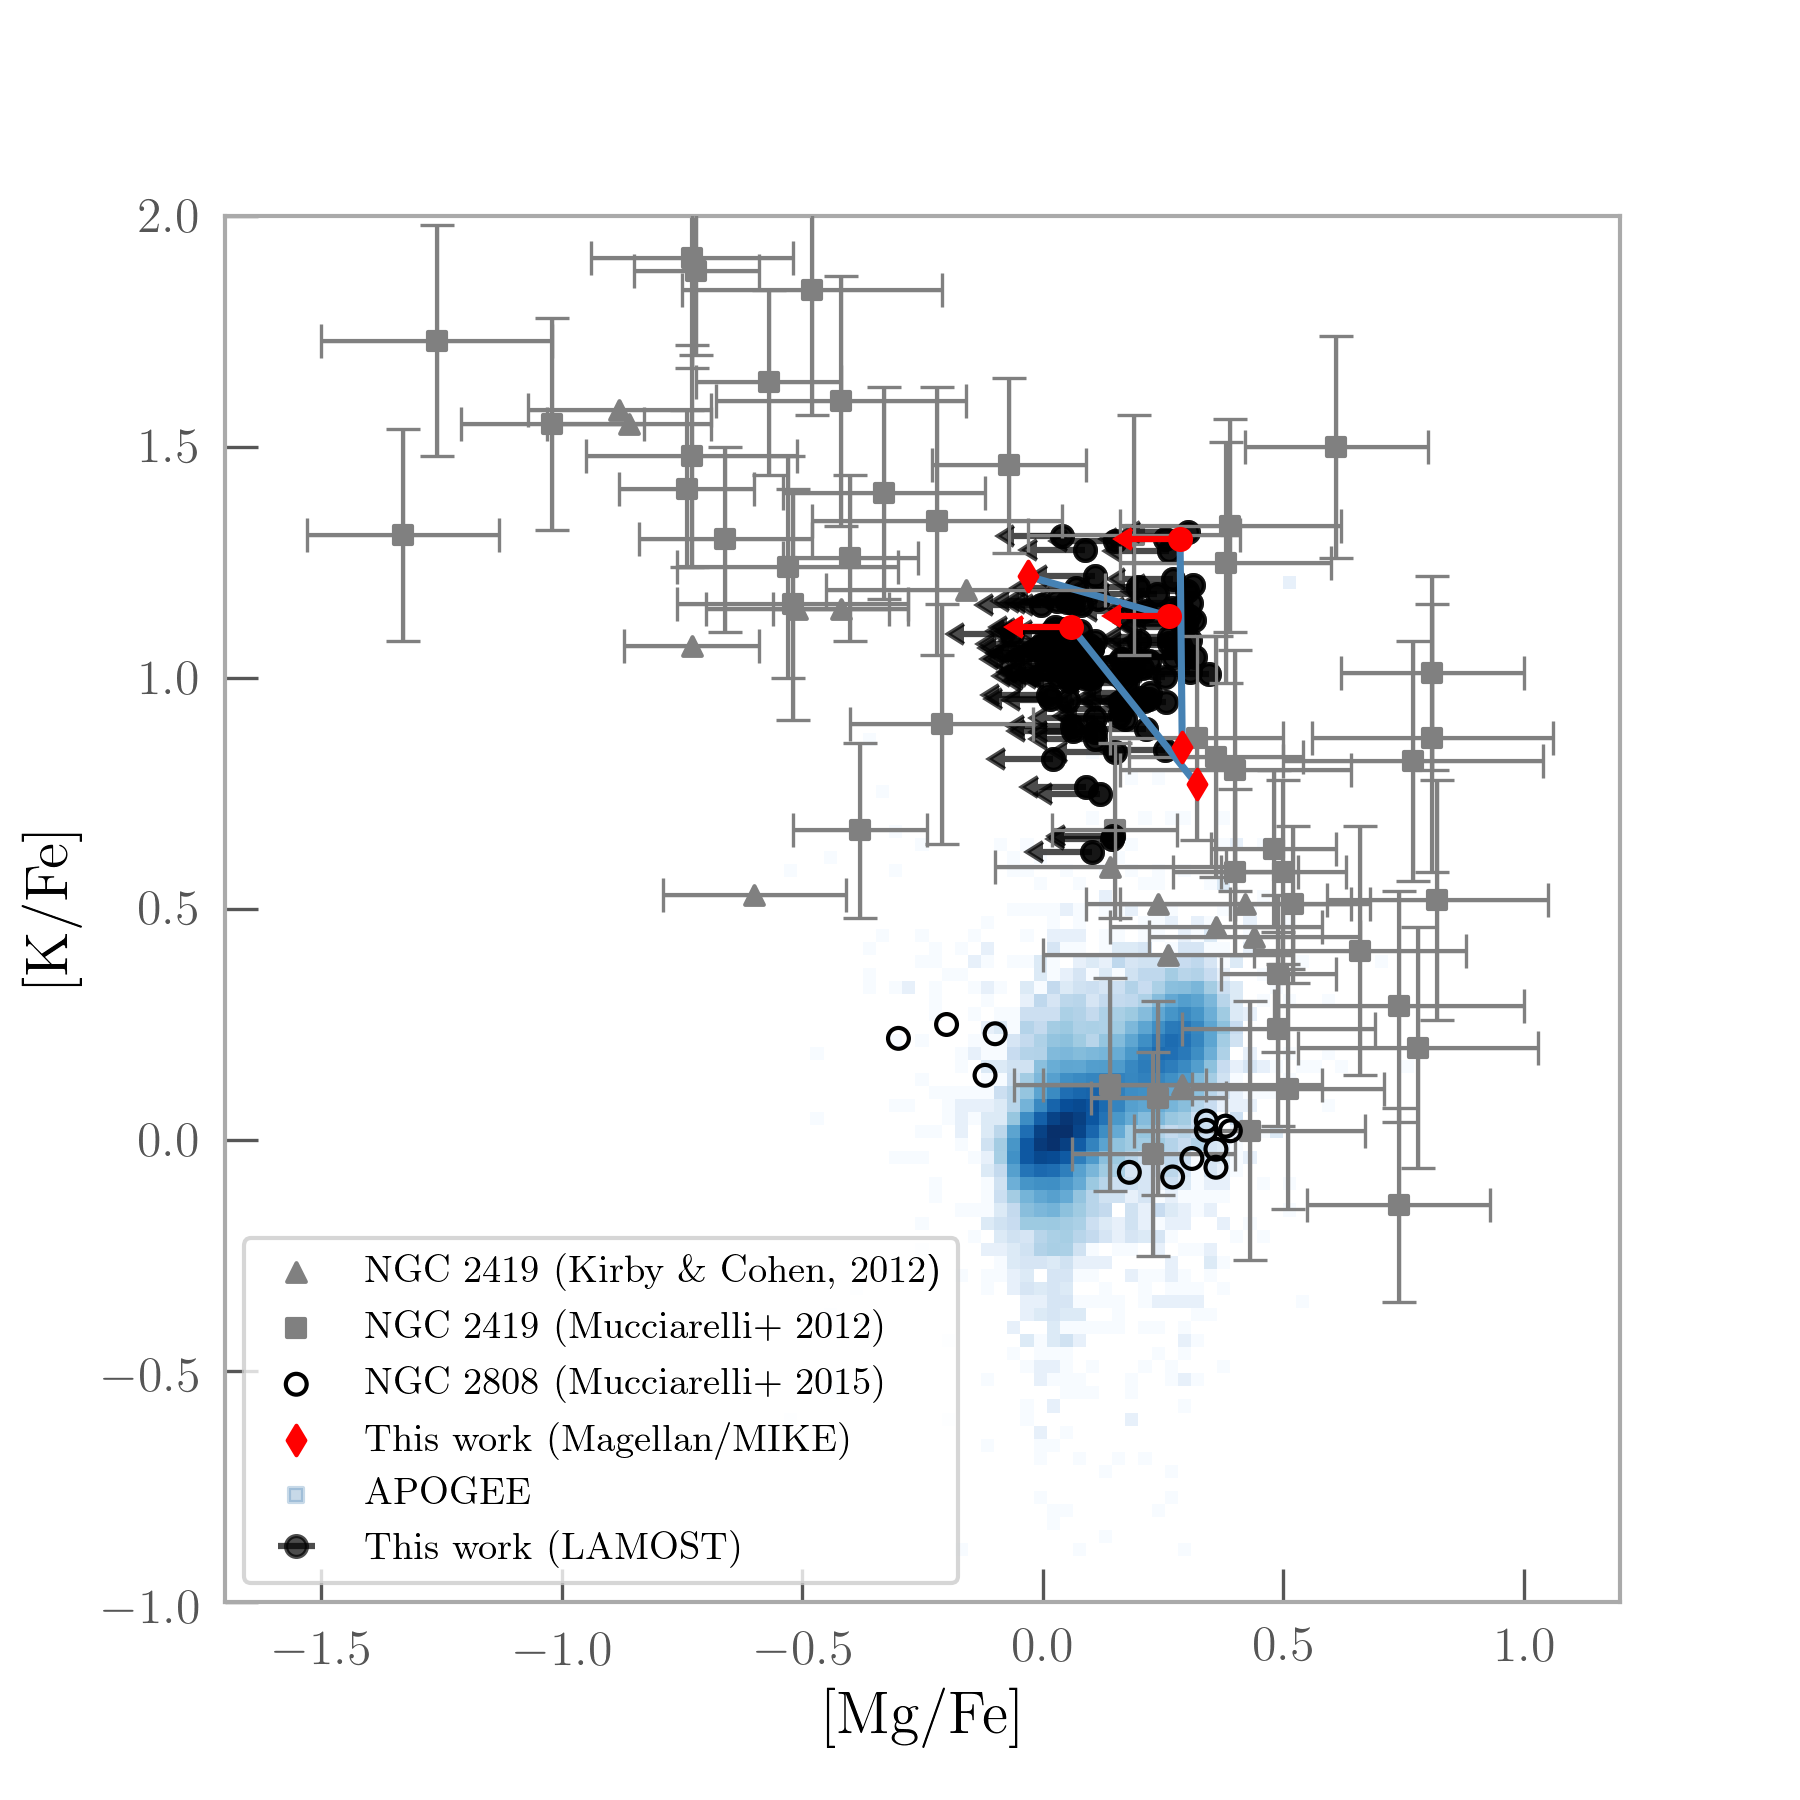 2.0
1.5
1.0
0.5
0.0
−0.5
−1.0
[K/Fe]
NGC 2419 (Kirby & Cohen, 2012)
NGC 2419 (Mucciarelli+ 2012)
NGC 2808 (Mucciarelli+ 2015)
This work (Magellan/MIKE)
APOGEE
This work (LAMOST)
−1.5 −1.0 −0.5 0.0 0.5 1.0
[Mg/Fe]